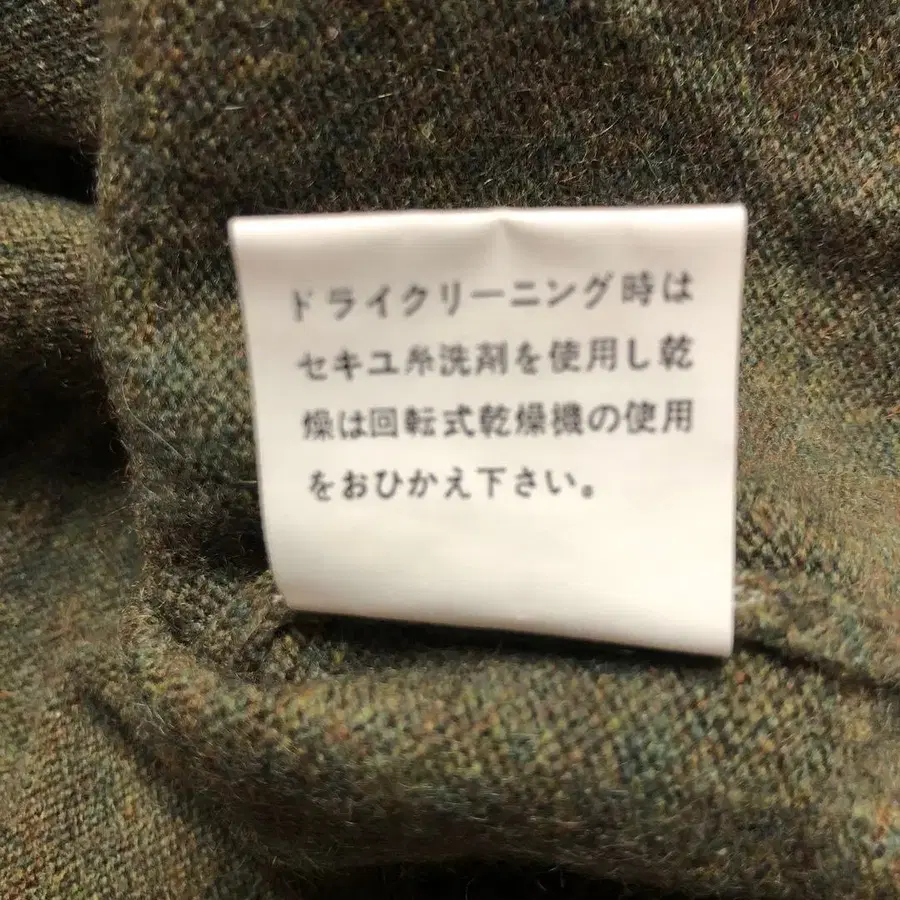 ドライクリーニング時は
セキユ糸洗剤を使用し乾
燥は回転式乾燥機の使用
をおひかえ下さい。